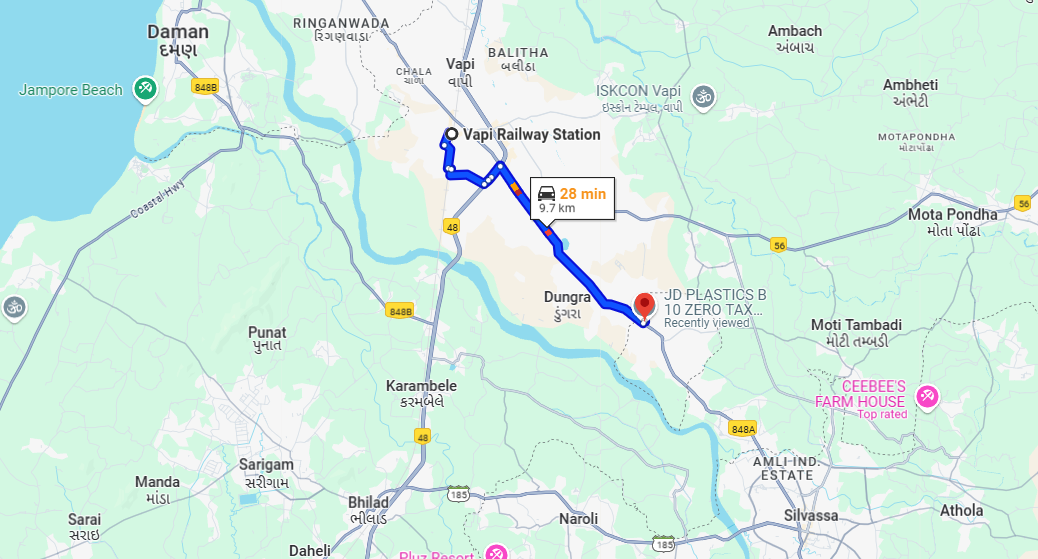 RINGANWADA
રિંગણવાડા
Daman
દમણ
Ambach
અંબાચ
BALITHA
બલીઠા
Vapi
વાપી
CHALA
ચાળા
848B
Jampore Beach
ISKCON Vapi
ઇસ્કોન ટેમ્પલ, વાપી
Ambheti
અંભેટી
Vapi Railway Station
MOTAPONDHA
મોટાપોંઢા
28 min
9.7 km
Coastal Hwy
56
Mota Pondha
મોતા પોંઢા
48
56
Dungra
ડુંગરા
JD PLASTICS B
10 ZERO TAX...
Recently viewed
848B
Punat
પુનાત
Moti Tambadi
મોટી તમ્બડી
Karambele
કરમબેલે
CEEBEE'S
FARM HOUSE
Top rated
48
848A
Sarigam
સરીગામ
AMLI IND.
ESTATE
Manda
માંડા
Bhilad
ભીલાડ
185
Sarai
સરાઇ
Naroli
Silvassa
Athola
Daheli
Pluz Resort
185